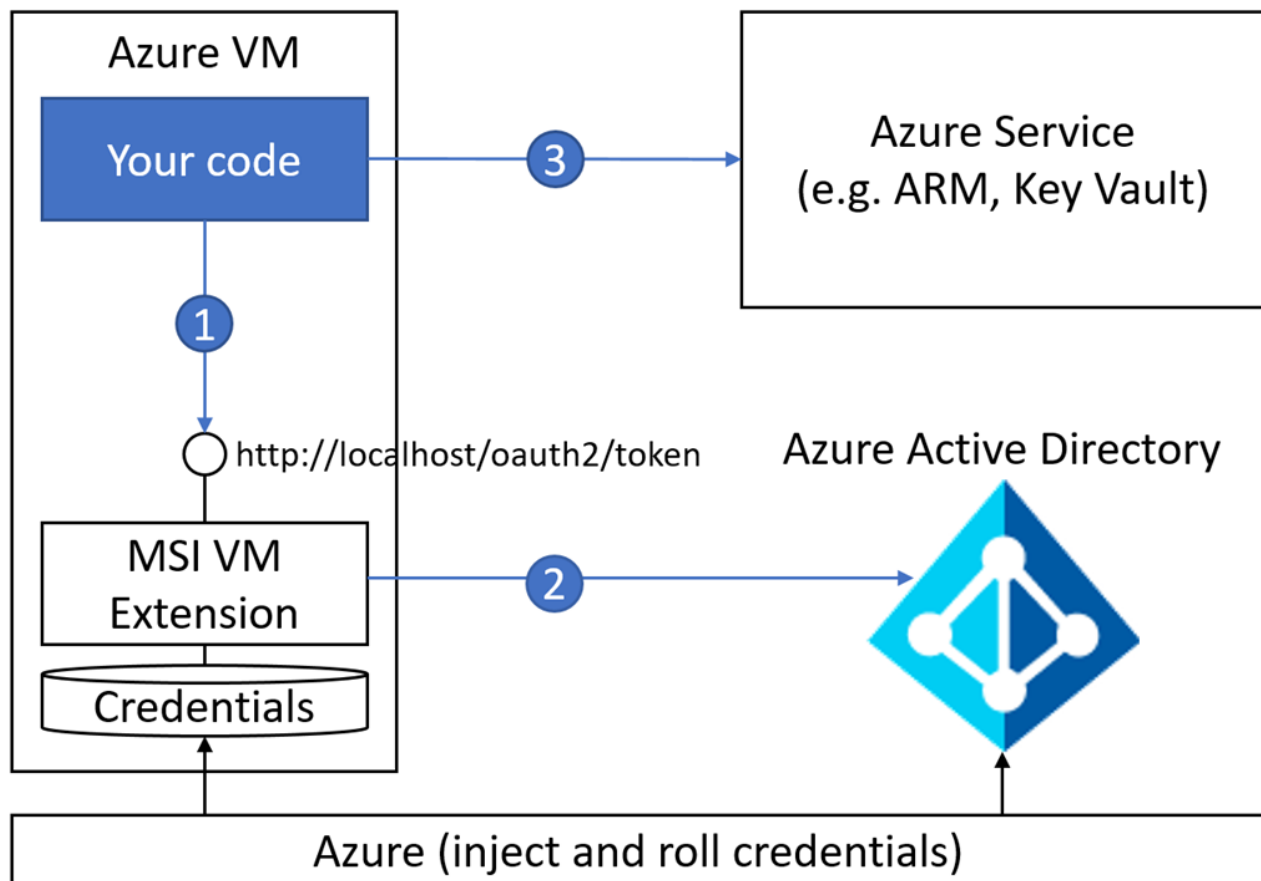 Azure VM
Your code
3
Azure Service
(e.g. ARM, Key Vault)
1
http://localhost/oauth2/token
Azure Active Directory
MSI VM
Extension
2
Credentials
Azure (inject and roll credentials)